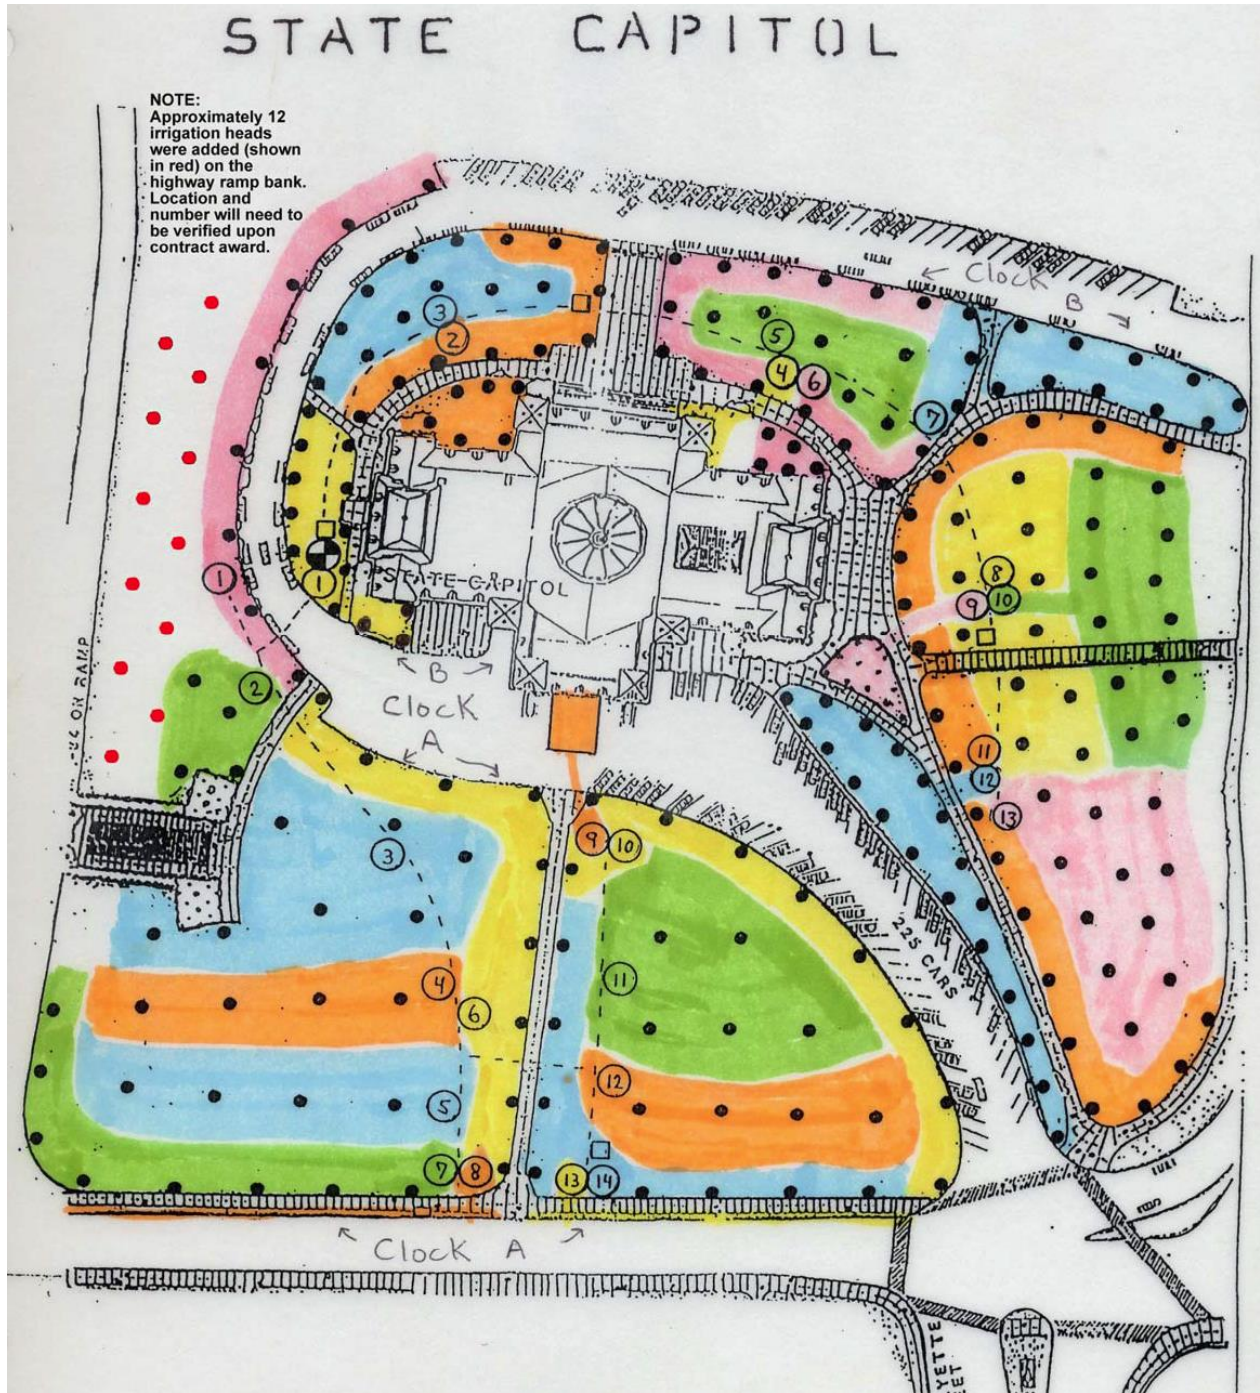 STATE CAPITOL
NOTE:
Approximately 12
irrigation heads
were added (shown
in red) on the
highway ramp bank.
Location and
number will need to
be verified upon
contract award.
← Clock
B →
3
2
5
4
6
7
1
1
STATE CAPITOL
8
9
10
← B →
CLOCK
A
2
11
12
13
ON RAMP
3
9
10
225 CARS
4
6
11
5
12
7
8
13
14
Clock A
YETTE